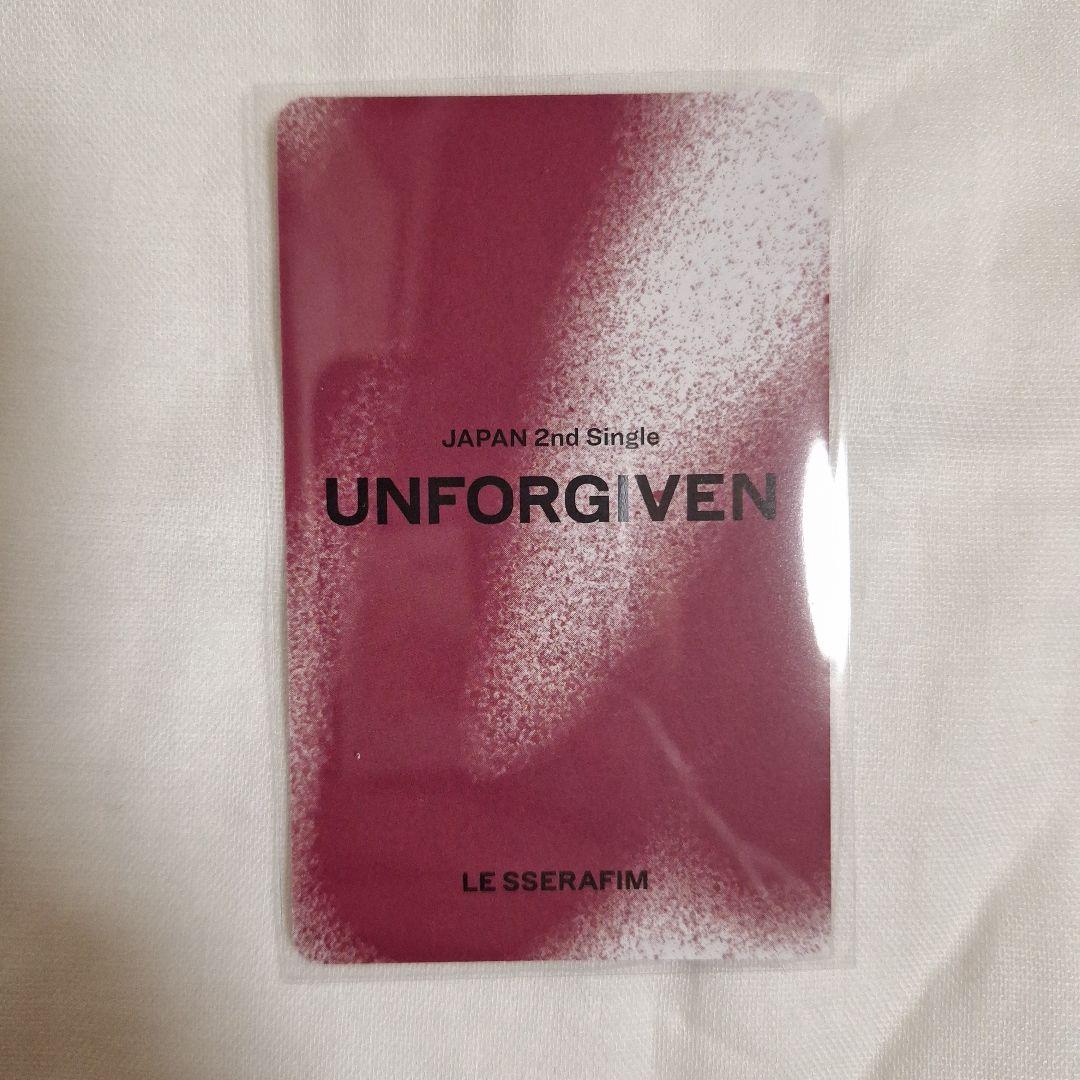 JAPAN 2nd Single
UNFORGIVEN
LE SSERAFIM